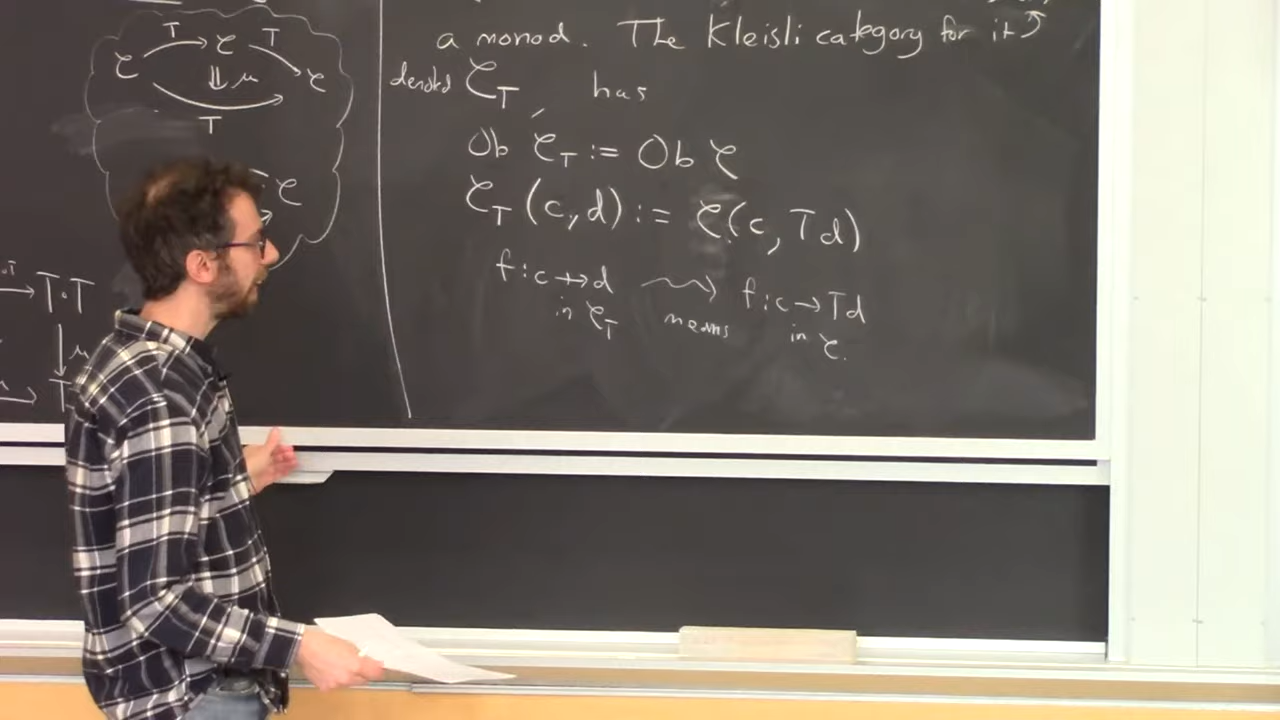 T T
𝒞 → 𝒞 → 𝒞
⇓ μ
T
𝒞
T → T∘T
↓ μ
→ T
a monad. The Kleisli category for it,
denoted 𝒞_T, has
Ob 𝒞_T := Ob 𝒞
𝒞_T (c, d) := 𝒞(c, Td)
f : c ⇸ d ⇝ f : c → Td
in 𝒞_T means in 𝒞.